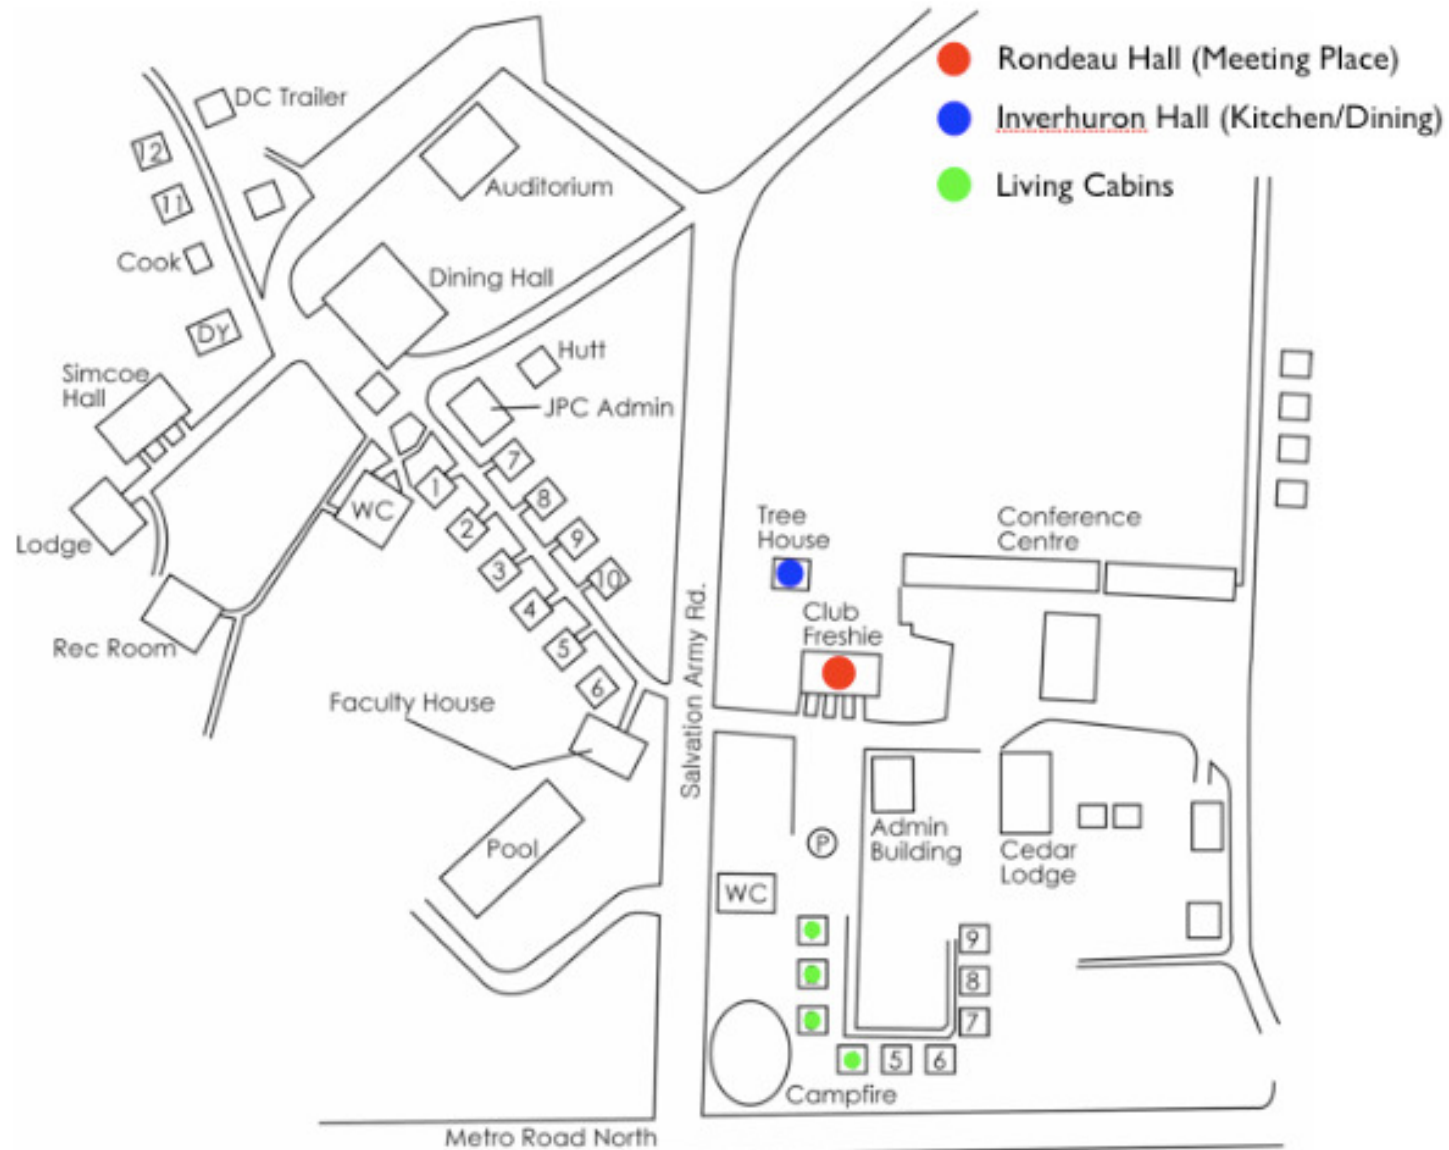 Rondeau Hall (Meeting Place)
Inverhuron Hall (Kitchen/Dining)
Living Cabins
DC Trailer
12
11
Cook
Dy
Auditorium
Dining Hall
Simcoe
Hall
Hutt
JPC Admin
Lodge
WC
1
2
3
4
5
6
7
8
9
10
Rec Room
Faculty House
Pool
Salvation Army Rd.
Tree
House
Club
Freshie
Conference
Centre
P
Admin
Building
Cedar
Lodge
WC
9
8
7
5
6
Campfire
Metro Road North